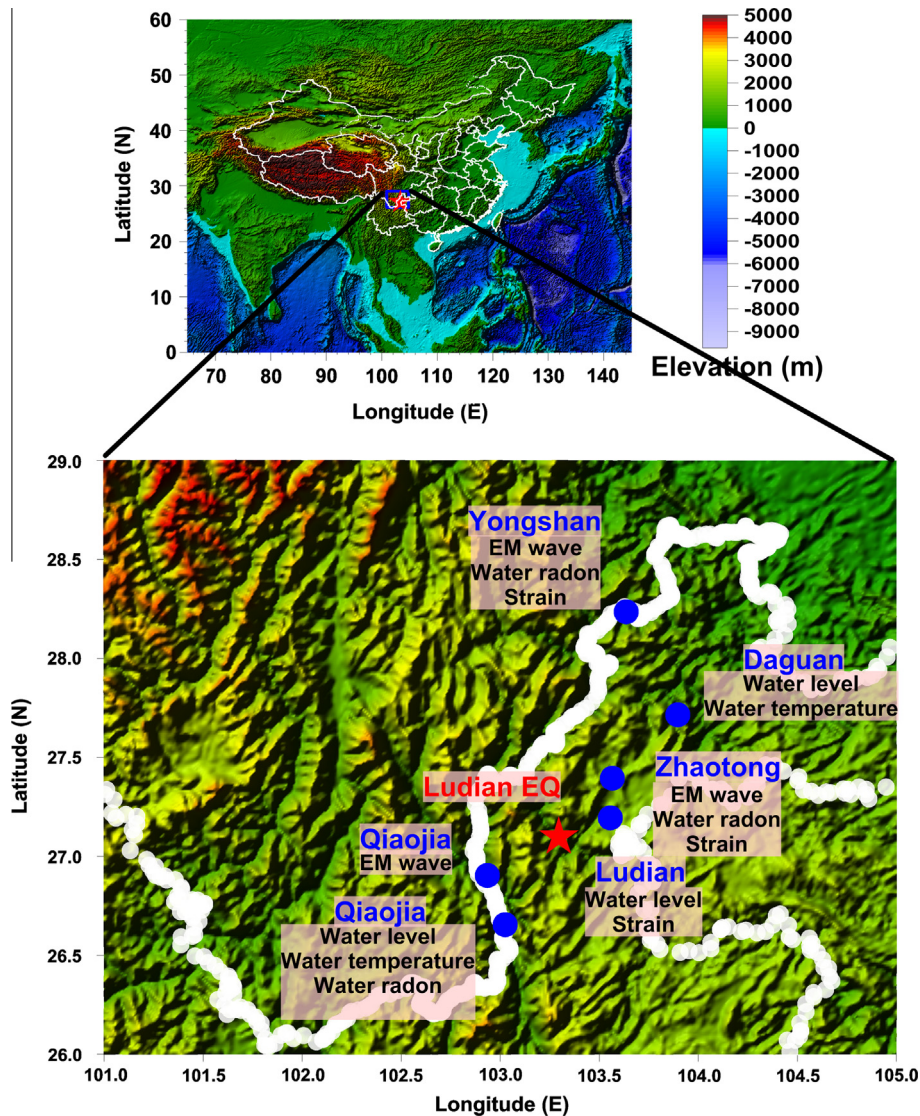 60
50
40
30
20
10
0
Latitude (N)
70 80 90 100 110 120 130 140
Longitude (E)
5000
4000
3000
2000
1000
0
-1000
-2000
-3000
-4000
-5000
-6000
-7000
-8000
-9000
Elevation (m)
29.0
28.5
28.0
27.5
27.0
26.5
26.0
Latitude (N)
Yongshan
EM wave
Water radon
Strain
Daguan
Water level
Water temperature
Ludian EQ
Zhaotong
EM wave
Water radon
Strain
Qiaojia
EM wave
Ludian
Water level
Strain
Qiaojia
Water level
Water temperature
Water radon
101.0 101.5 102.0 102.5 103.0 103.5 104.0 104.5 105.0
Longitude (E)